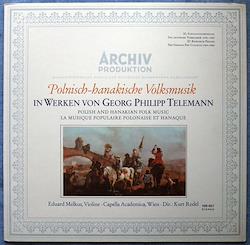 ARCHIV
PRODUKTION
Polnisch-hanakische Volksmusik
IN WERKEN VON GEORG PHILIPP TELEMANN
POLISH AND HANAKIAN FOLK MUSIC
LA MUSIQUE POPULAIRE POLONAISE ET HANAQUE
Eduard Melkus, Violine · Capella Academica, Wien · Dir.: Kurt Redel